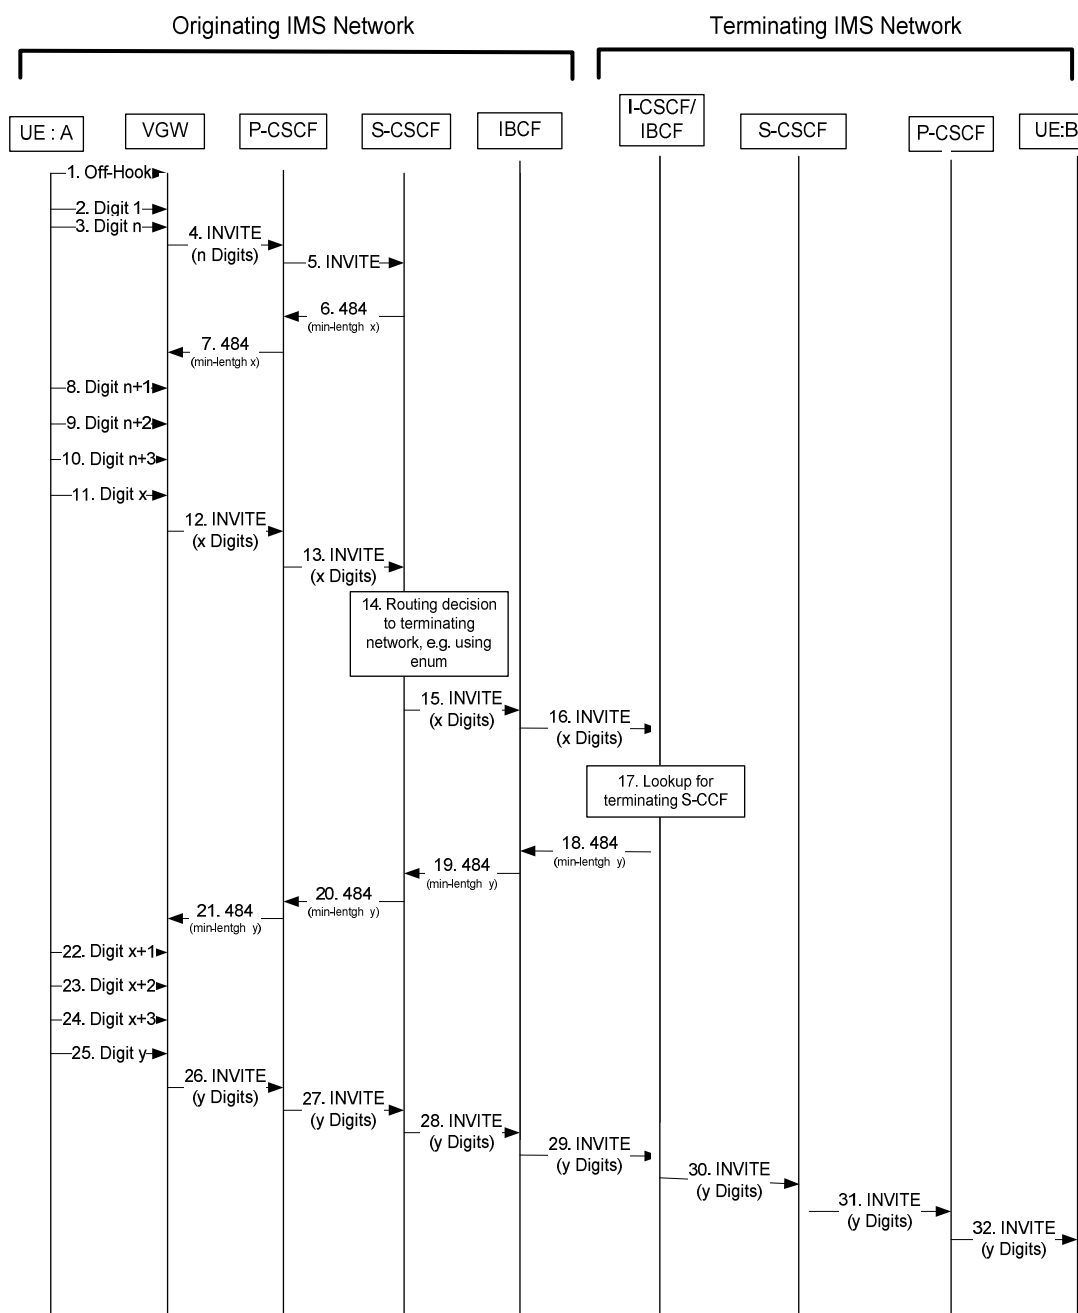 Originating IMS Network
Terminating IMS Network
UE : A
VGW
P-CSCF
S-CSCF
IBCF
I-CSCF/
IBCF
S-CSCF
P-CSCF
UE:B
1. Off-Hook
2. Digit 1
3. Digit n
4. INVITE
(n Digits)
5. INVITE
6. 484
(min-lentgh x)
7. 484
(min-lentgh x)
8. Digit n+1
9. Digit n+2
10. Digit n+3
11. Digit x
12. INVITE
(x Digits)
13. INVITE
(x Digits)
14. Routing decision
to terminating
network, e.g. using
enum
15. INVITE
(x Digits)
16. INVITE
(x Digits)
17. Lookup for
terminating S-CCF
18. 484
(min-lentgh y)
19. 484
(min-lentgh y)
20. 484
(min-lentgh y)
21. 484
(min-lentgh y)
22. Digit x+1
23. Digit x+2
24. Digit x+3
25. Digit y
26. INVITE
(y Digits)
27. INVITE
(y Digits)
28. INVITE
(y Digits)
29. INVITE
(y Digits)
30. INVITE
(y Digits)
31. INVITE
(y Digits)
32. INVITE
(y Digits)